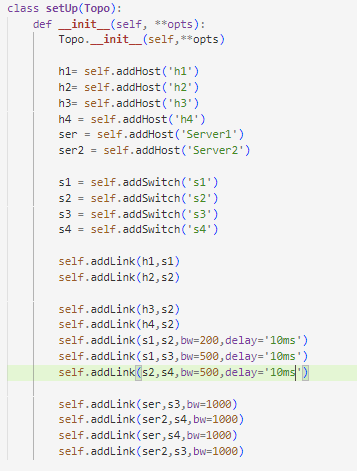 class setUp(Topo):
def __init__(self, **opts):
Topo.__init__(self,**opts)
h1= self.addHost('h1')
h2= self.addHost('h2')
h3= self.addHost('h3')
h4 = self.addHost('h4')
ser = self.addHost('Server1')
ser2 = self.addHost('Server2')
s1 = self.addSwitch('s1')
s2 = self.addSwitch('s2')
s3 = self.addSwitch('s3')
s4 = self.addSwitch('s4')
self.addLink(h1,s1)
self.addLink(h2,s2)
self.addLink(h3,s2)
self.addLink(h4,s2)
self.addLink(s1,s2,bw=200,delay='10ms')
self.addLink(s1,s3,bw=500,delay='10ms')
self.addLink(s2,s4,bw=500,delay='10ms')
self.addLink(ser,s3,bw=1000)
self.addLink(ser2,s4,bw=1000)
self.addLink(ser,s4,bw=1000)
self.addLink(ser2,s3,bw=1000)